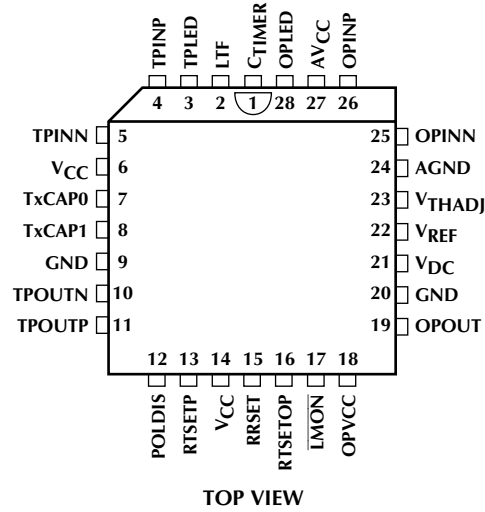 TPINP TPLED LTF CTIMER OPLED AVCC OPINP
4 3 2 1 28 27 26
TPINN 5 25 OPINN
VCC 6 24 AGND
TxCAP0 7 23 VTHADJ
TxCAP1 8 22 VREF
GND 9 21 VDC
TPOUTN 10 20 GND
TPOUTP 11 19 OPOUT
12 13 14 15 16 17 18
POLDIS RTSETP VCC RRSET RTSETOP LMON OPVCC
TOP VIEW